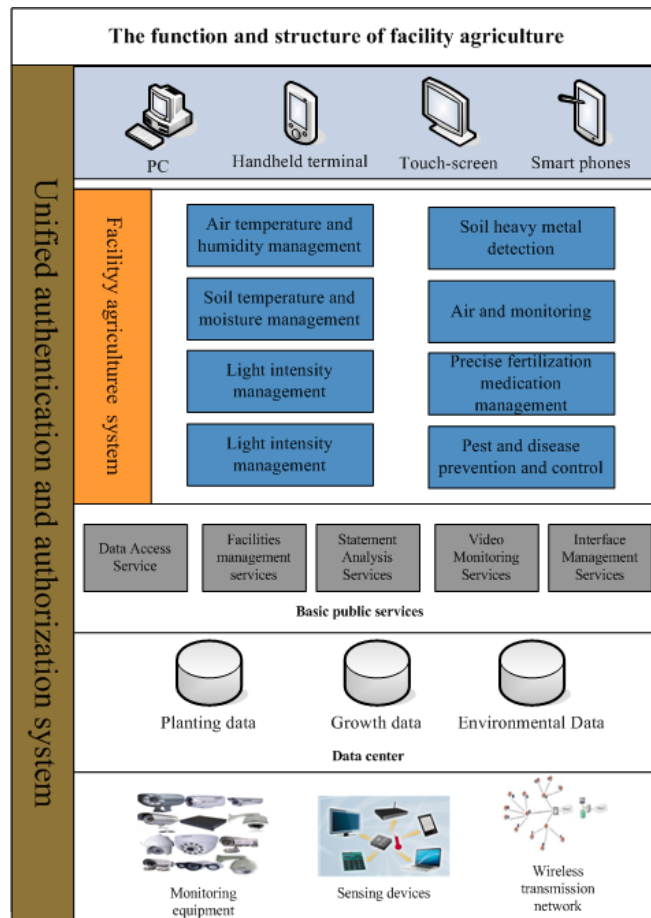 The function and structure of facility agriculture
Unified authentication and authorization system
PC
Handheld terminal
Touch-screen
Smart phones
Facilityy agriculturee system
Air temperature and
humidity management
Soil heavy metal
detection
Soil temperature and
moisture management
Air and monitoring
Light intensity
management
Precise fertilization
medication
management
Light intensity
management
Pest and disease
prevention and control
Data Access
Service
Facilities
management
services
Statement
Analysis
Services
Video
Monitoring
Services
Interface
Management
Services
Basic public services
Planting data
Growth data
Environmental Data
Data center
Monitoring
equipment
Sensing devices
Wireless
transmission
network